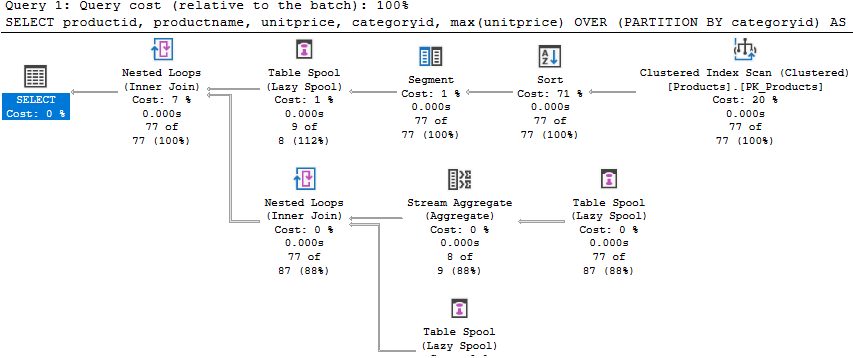 Query 1: Query cost (relative to the batch): 100%
SELECT productid, productname, unitprice, categoryid, max(unitprice) OVER (PARTITION BY categoryid) AS
SELECT
Cost: 0 %
Nested Loops
(Inner Join)
Cost: 7 %
0.000s
77 of
77 (100%)
Table Spool
(Lazy Spool)
Cost: 1 %
0.000s
9 of
8 (112%)
Segment
Cost: 1 %
0.000s
77 of
77 (100%)
Sort
Cost: 71 %
0.000s
77 of
77 (100%)
Clustered Index Scan (Clustered)
[Products].[PK_Products]
Cost: 20 %
0.000s
77 of
77 (100%)
Nested Loops
(Inner Join)
Cost: 0 %
0.000s
77 of
87 (88%)
Stream Aggregate
(Aggregate)
Cost: 0 %
0.000s
8 of
9 (88%)
Table Spool
(Lazy Spool)
Cost: 0 %
0.000s
77 of
87 (88%)
Table Spool
(Lazy Spool)